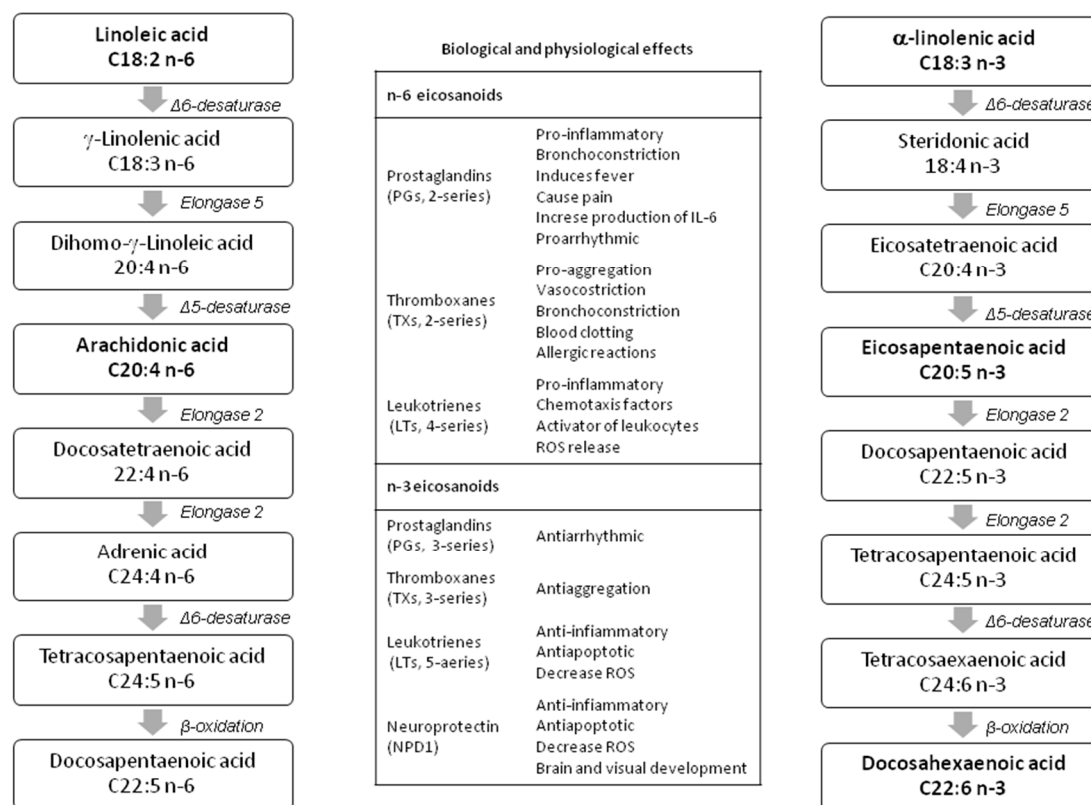 Linoleic acid
C18:2 n-6
Δ6-desaturase
γ-Linolenic acid
C18:3 n-6
Elongase 5
Dihomo-γ-Linoleic acid
20:4 n-6
Δ5-desaturase
Arachidonic acid
C20:4 n-6
Elongase 2
Docosatetraenoic acid
22:4 n-6
Elongase 2
Adrenic acid
C24:4 n-6
Δ6-desaturase
Tetracosapentaenoic acid
C24:5 n-6
β-oxidation
Docosapentaenoic acid
C22:5 n-6
Biological and physiological effects
n-6 eicosanoids
Prostaglandins
(PGs, 2-series)
Pro-inflammatory
Bronchoconstriction
Induces fever
Cause pain
Increse production of IL-6
Proarrhythmic
Thromboxanes
(TXs, 2-series)
Pro-aggregation
Vasocostriction
Bronchoconstriction
Blood clotting
Allergic reactions
Leukotrienes
(LTs, 4-series)
Pro-inflammatory
Chemotaxis factors
Activator of leukocytes
ROS release
n-3 eicosanoids
Prostaglandins
(PGs, 3-series)
Antiarrhythmic
Thromboxanes
(TXs, 3-series)
Antiaggregation
Leukotrienes
(LTs, 5-aeries)
Anti-infiammatory
Antiapoptotic
Decrease ROS
Neuroprotectin
(NPD1)
Anti-infiammatory
Antiapoptotic
Decrease ROS
Brain and visual development
α-linolenic acid
C18:3 n-3
Δ6-desaturase
Steridonic acid
18:4 n-3
Elongase 5
Eicosatetraenoic acid
C20:4 n-3
Δ5-desaturase
Eicosapentaenoic acid
C20:5 n-3
Elongase 2
Docosapentaenoic acid
C22:5 n-3
Elongase 2
Tetracosapentaenoic acid
C24:5 n-3
Δ6-desaturase
Tetracosaexaenoic acid
C24:6 n-3
β-oxidation
Docosahexaenoic acid
C22:6 n-3